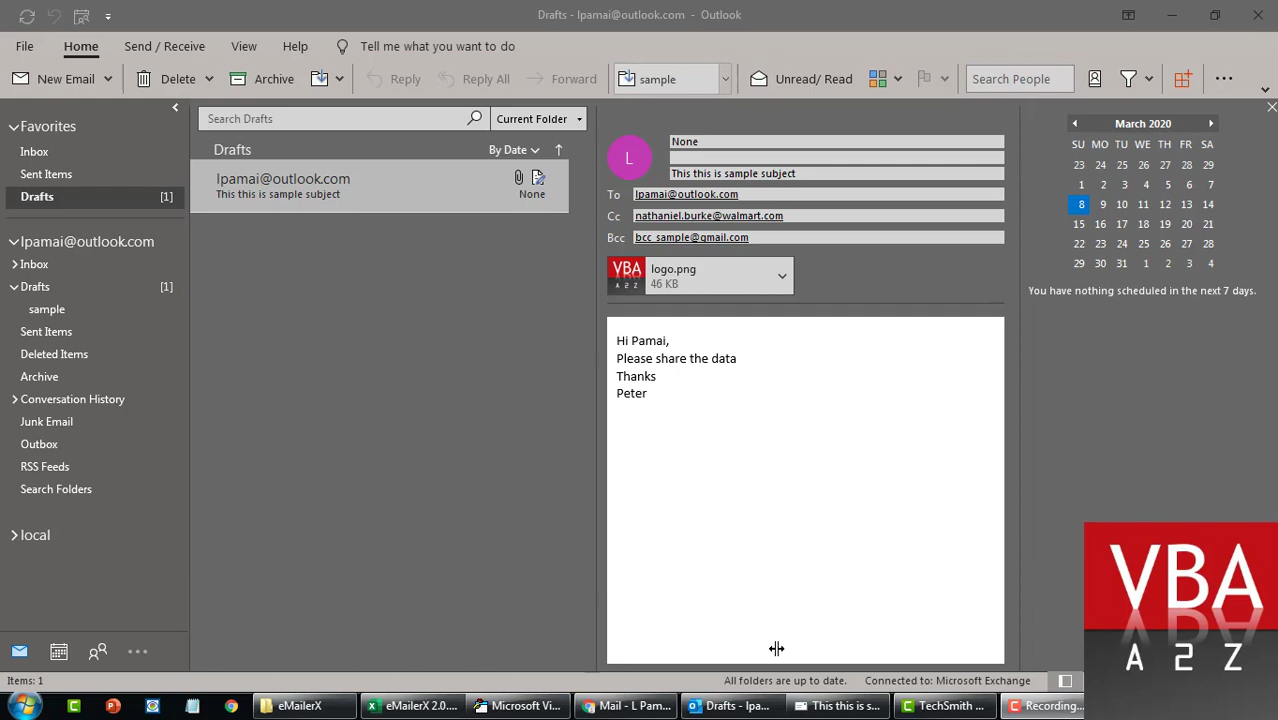 Drafts - lpamai@outlook.com - Outlook
File Home Send / Receive View Help Tell me what you want to do
New Email Delete Archive Reply Reply All Forward sample Unread/ Read Search People
Favorites
Inbox
Sent Items
Drafts [1]
lpamai@outlook.com
Inbox
Drafts [1]
sample
Sent Items
Deleted Items
Archive
Conversation History
Junk Email
Outbox
RSS Feeds
Search Folders
local
Search Drafts Current Folder
Drafts By Date
lpamai@outlook.com
This this is sample subject None
L
None
This this is sample subject
To lpamai@outlook.com
Cc nathaniel.burke@walmart.com
Bcc bcc_sample@gmail.com
VBA A2Z logo.png
46 KB
Hi Pamai,
Please share the data
Thanks
Peter
March 2020
SU MO TU WE TH FR SA
23 24 25 26 27 28 29
1 2 3 4 5 6 7
8 9 10 11 12 13 14
15 16 17 18 19 20 21
22 23 24 25 26 27 28
29 30 31 1 2 3 4
You have nothing scheduled in the next 7 days.
VBA
A 2 Z
Items: 1 All folders are up to date. Connected to: Microsoft Exchange
eMailerX eMailerX 2.0.... Microsoft Vi... Mail - L Pam... Drafts - lpa... This this is s... TechSmith ... Recording...